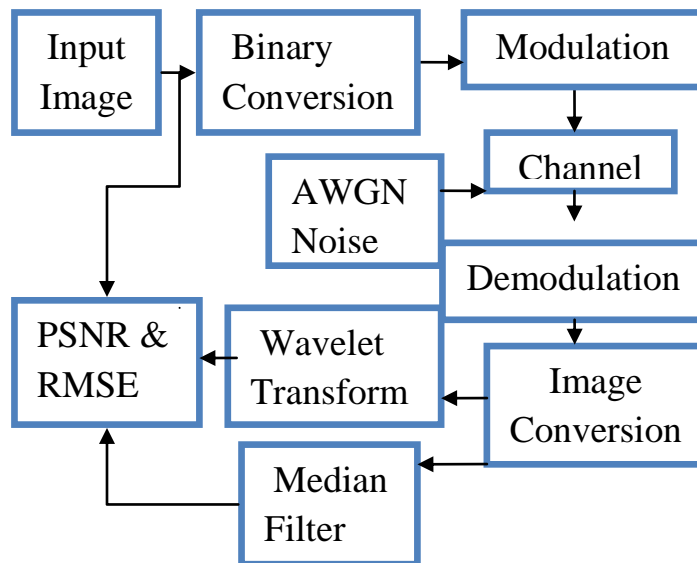 Input
Image
Binary
Conversion
Modulation
Channel
AWGN
Noise
Demodulation
PSNR &
RMSE
Wavelet
Transform
Image
Conversion
Median
Filter